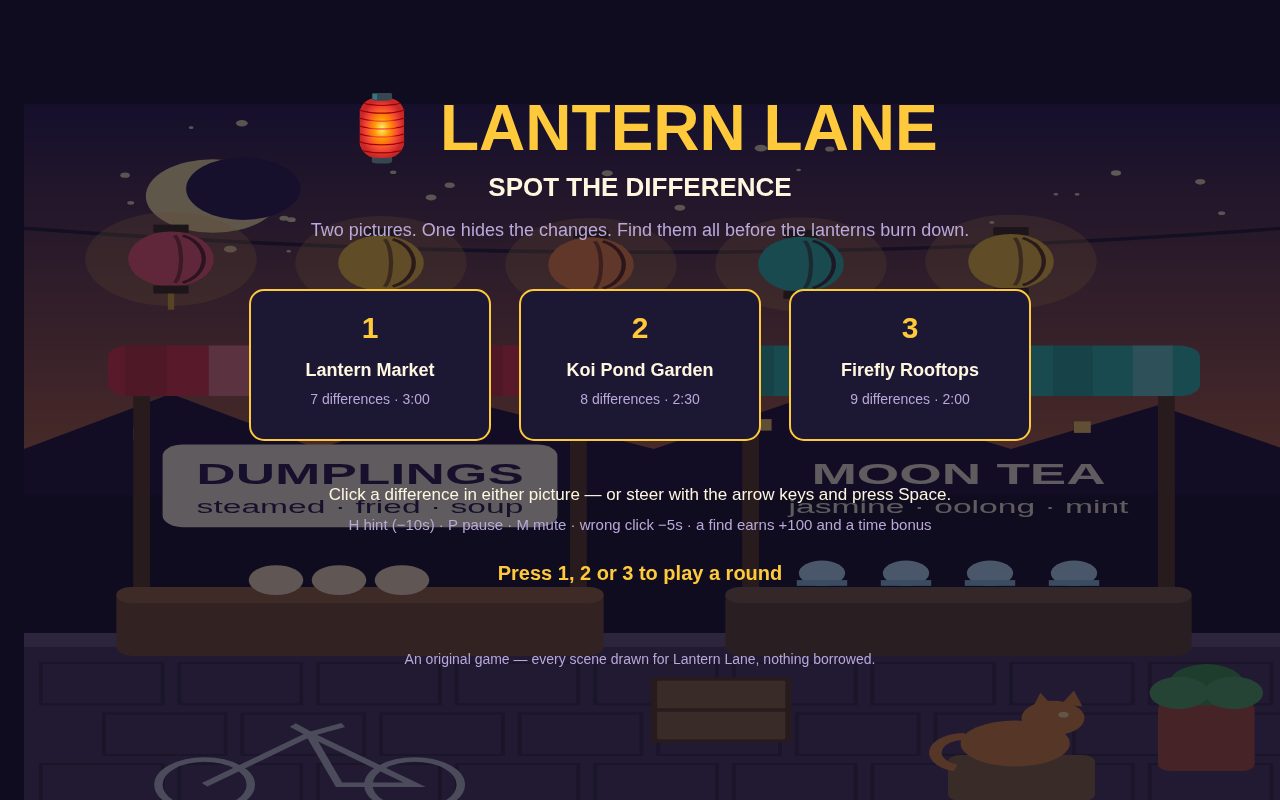 LANTERN LANE
SPOT THE DIFFERENCE
Two pictures. One hides the changes. Find them all before the lanterns burn down.
1
Lantern Market
7 differences · 3:00
2
Koi Pond Garden
8 differences · 2:30
3
Firefly Rooftops
9 differences · 2:00
DUMPLINGS
steamed · fried · soup
MOON TEA
jasmine · oolong · mint
Click a difference in either picture — or steer with the arrow keys and press Space.
H hint (−10s) · P pause · M mute · wrong click −5s · a find earns +100 and a time bonus
Press 1, 2 or 3 to play a round
An original game — every scene drawn for Lantern Lane, nothing borrowed.